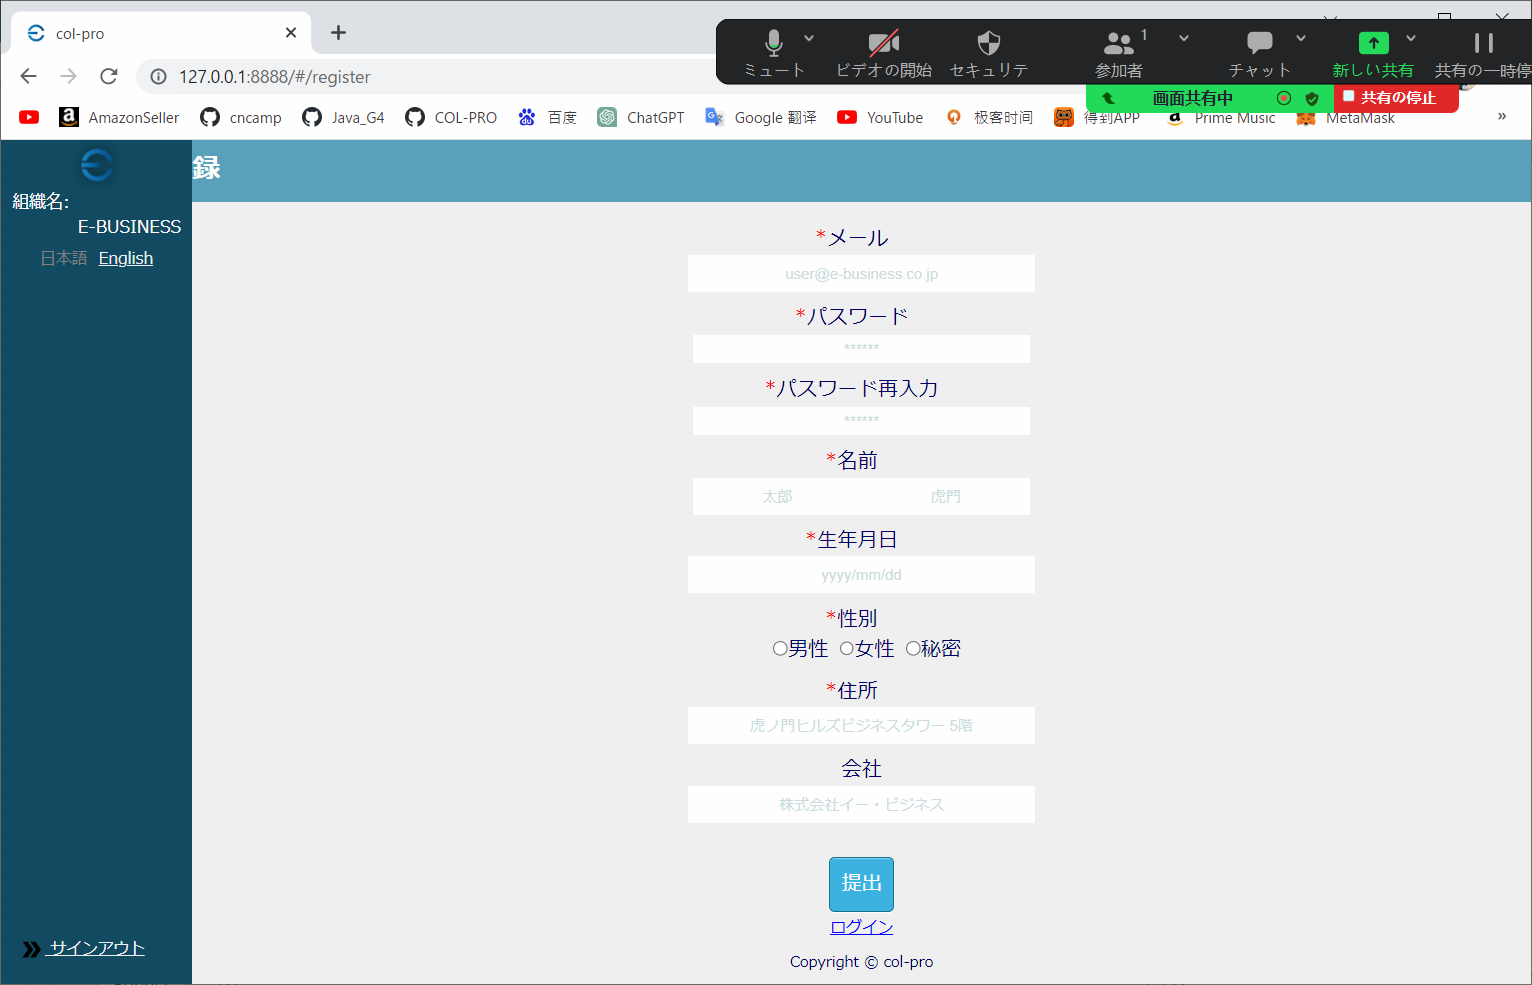 col-pro
127.0.0.1:8888/#/register
ミュート
ビデオの開始
セキュリテ
参加者
1
チャット
新しい共有
共有の一時停
画面共有中
共有の停止
AmazonSeller
cncamp
Java_G4
COL-PRO
百度
ChatGPT
Google 翻译
YouTube
极客时间
得到APP
Prime Music
MetaMask
»
録
組織名:
E-BUSINESS
日本語 English
*メール
user@e-business.co.jp
*パスワード
******
*パスワード再入力
******
*名前
太郎 虎門
*生年月日
yyyy/mm/dd
*性別
男性 女性 秘密
*住所
虎ノ門ヒルズビジネスタワー 5階
会社
株式会社イー・ビジネス
提出
ログイン
サインアウト
Copyright © col-pro